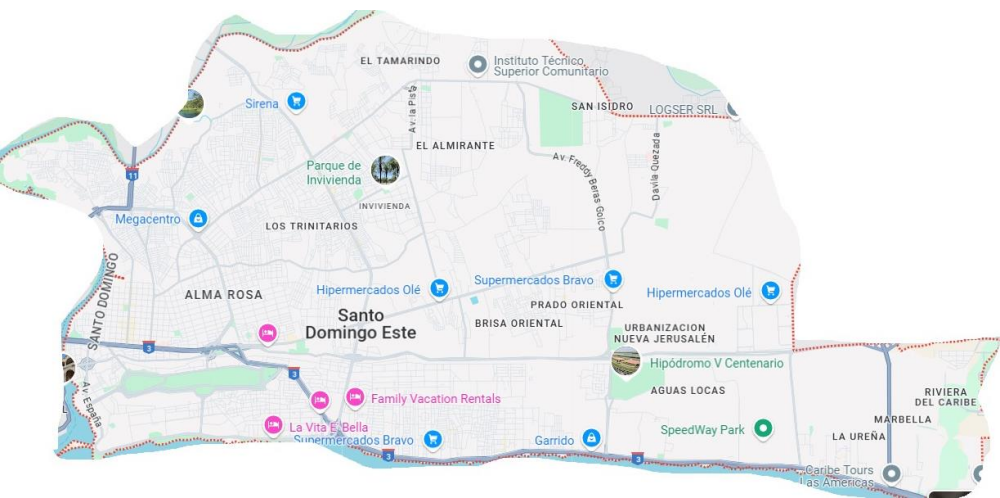 EL TAMARINDO
Instituto Técnico
Superior Comunitario
Sirena
Av. la Pista
SAN ISIDRO
LOGSER SRL
EL ALMIRANTE
Av. Freddy Beras Goico
Davila Quezada
Parque de
Invivienda
11
INVIVIENDA
Megacentro
LOS TRINITARIOS
SANTO DOMINGO
ALMA ROSA
Hipermercados Olé
Supermercados Bravo
Hipermercados Olé
PRADO ORIENTAL
Santo
Domingo Este
BRISA ORIENTAL
URBANIZACION
NUEVA JERUSALÉN
3
Hipódromo V Centenario
3
Av. España
AGUAS LOCAS
RIVIERA
DEL CARIBE
Family Vacation Rentals
MARBELLA
La Vita E Bella
Supermercados Bravo
Garrido
SpeedWay Park
LA UREÑA
3
3
Caribe Tours
Las Americas